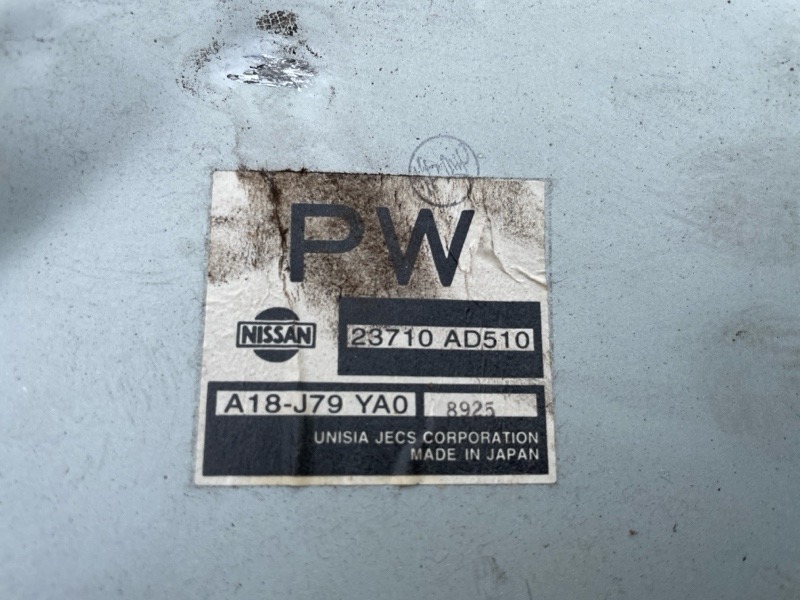 PW
NISSAN
23710 AD510
A18-J79 YA0
8925
UNISIA JECS CORPORATION
MADE IN JAPAN